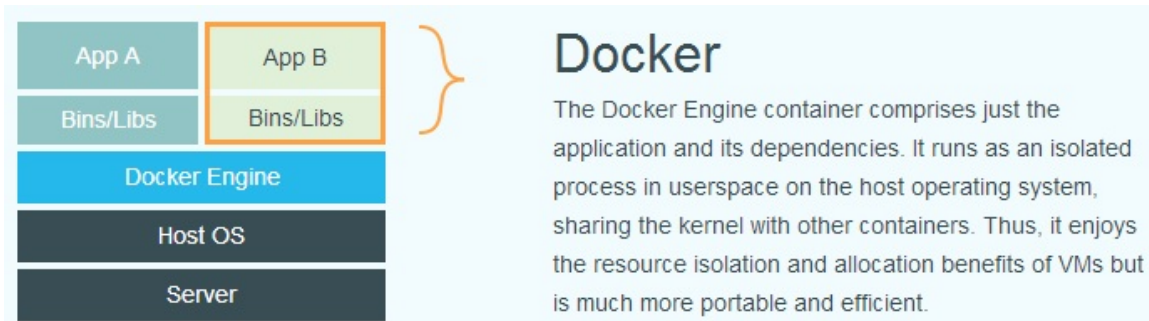 App A
App B
Bins/Libs
Bins/Libs
Docker Engine
Host OS
Server
Docker
The Docker Engine container comprises just the
application and its dependencies. It runs as an isolated
process in userspace on the host operating system,
sharing the kernel with other containers. Thus, it enjoys
the resource isolation and allocation benefits of VMs but
is much more portable and efficient.